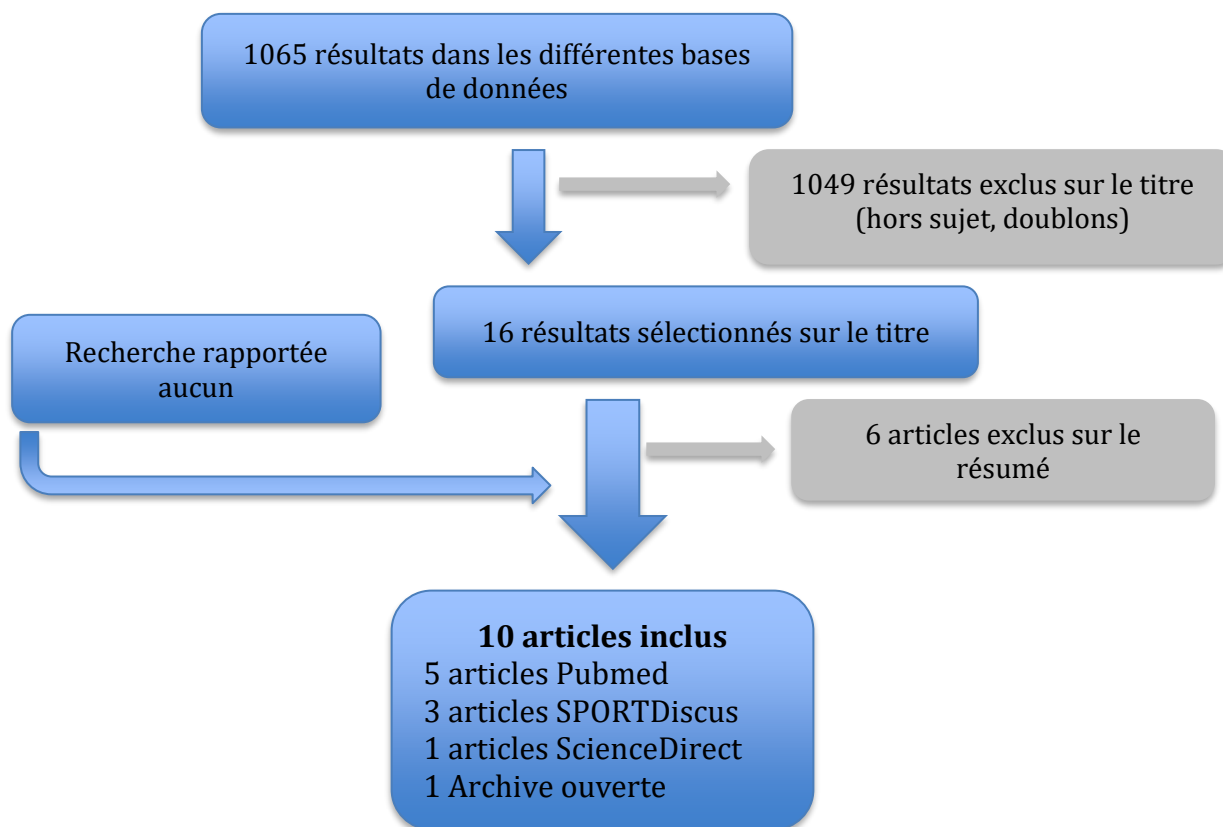 1065 résultats dans les différentes bases
de données
1049 résultats exclus sur le titre
(hors sujet, doublons)
16 résultats sélectionnés sur le titre
Recherche rapportée
aucun
6 articles exclus sur le
résumé
10 articles inclus
5 articles Pubmed
3 articles SPORTDiscus
1 articles ScienceDirect
1 Archive ouverte